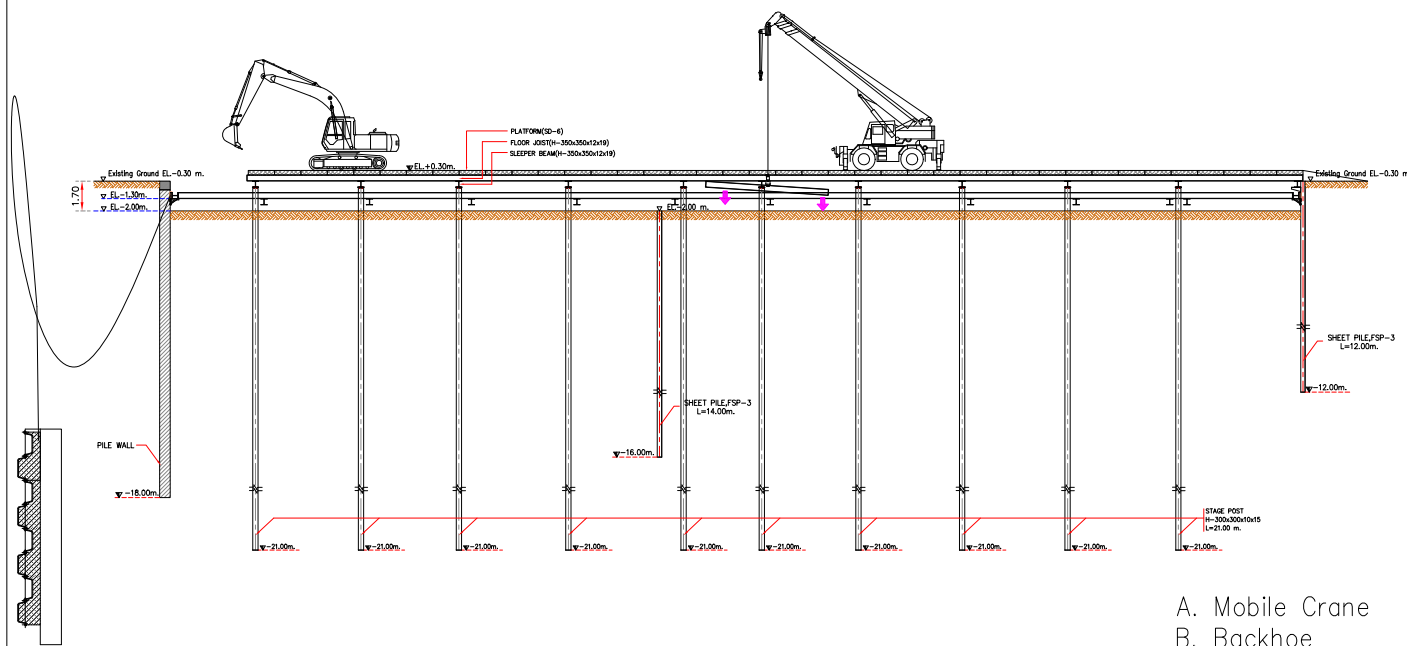 PLATFORM(SD-6)
FLOOR JOIST(H-350x350x12x19)
SLEEPER BEAM(H-350x350x12x19)
EL.+0.30m.
Existing Ground EL-0.30 m.
Existing Ground EL-0.30 m
1.70
EL-1.30m.
EL-2.00m.
EL-2.00 m.
SHEET PILE,FSP-3
L=12.00m.
-12.00m.
SHEET PILE,FSP-3
L=14.00m.
PILE WALL
-16.00m.
-18.00m.
STAGE POST
H-300x300x10x15
L=21.00 m.
-21.00m.
-21.00m.
-21.00m.
-21.00m.
-21.00m.
-21.00m.
-21.00m.
-21.00m.
-21.00m.
-21.00m.
A. Mobile Crane
B. Backhoe